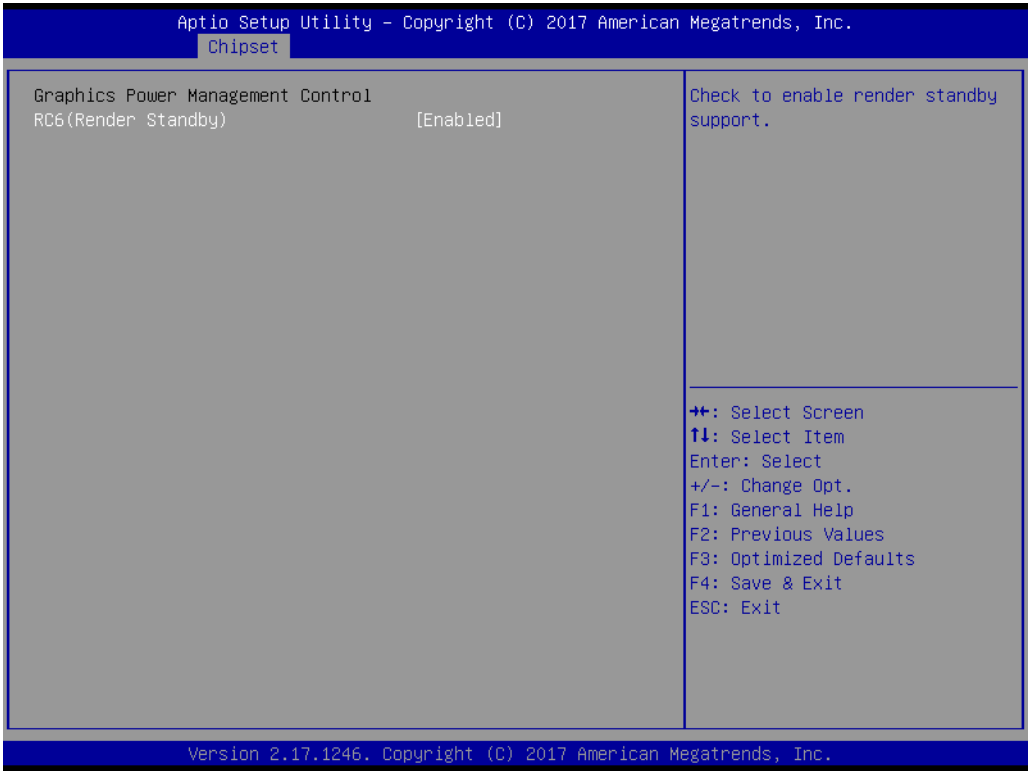 Aptio Setup Utility – Copyright (C) 2017 American Megatrends, Inc.
Chipset
Graphics Power Management Control
RC6(Render Standby) [Enabled]
Check to enable render standby
support.
→←: Select Screen
↑↓: Select Item
Enter: Select
+/-: Change Opt.
F1: General Help
F2: Previous Values
F3: Optimized Defaults
F4: Save & Exit
ESC: Exit
Version 2.17.1246. Copyright (C) 2017 American Megatrends, Inc.